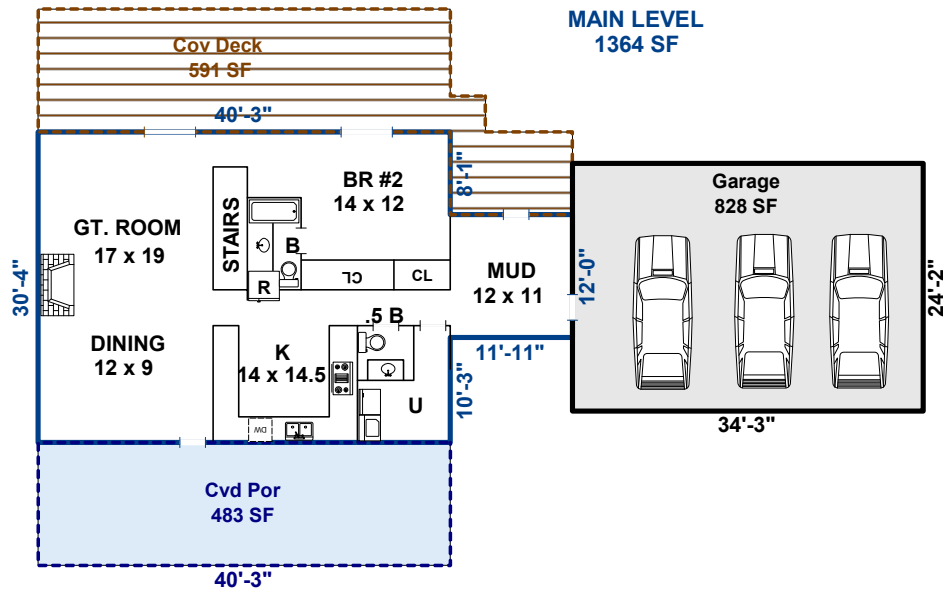 MAIN LEVEL
1364 SF
Cov Deck
591 SF
40'-3"
8'-1"
BR #2
14 x 12
Garage
828 SF
GT. ROOM
17 x 19
STAIRS
B
R
CL
CL
MUD
12 x 11
12'-0"
30'-4"
24'-2"
DINING
12 x 9
.5 B
K
14 x 14.5
11'-11"
10'-3"
U
DW
34'-3"
Cvd Por
483 SF
40'-3"